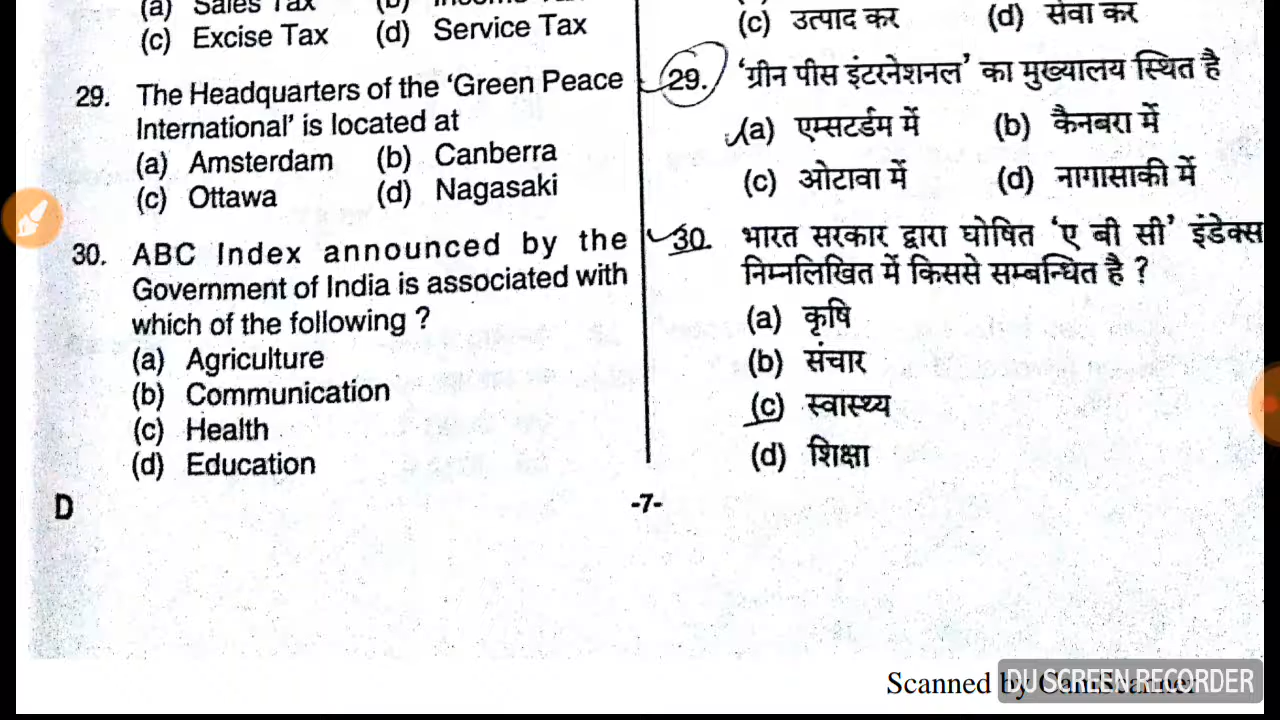 (a) Sales Tax (b) Income Tax
(c) Excise Tax (d) Service Tax
29. The Headquarters of the ‘Green Peace
International’ is located at
(a) Amsterdam (b) Canberra
(c) Ottawa (d) Nagasaki
30. ABC Index announced by the
Government of India is associated with
which of the following ?
(a) Agriculture
(b) Communication
(c) Health
(d) Education
(c) उत्पाद कर (d) सेवा कर
29. ‘ग्रीन पीस इंटरनेशनल’ का मुख्यालय स्थित है
(a) एम्सटर्डम में (b) कैनबरा में
(c) ओटावा में (d) नागासाकी में
30. भारत सरकार द्वारा घोषित ‘ए बी सी’ इंडेक्स
निम्नलिखित में किससे सम्बन्धित है ?
(a) कृषि
(b) संचार
(c) स्वास्थ्य
(d) शिक्षा
D -7-
Scanned by CamScanner
DU SCREEN RECORDER